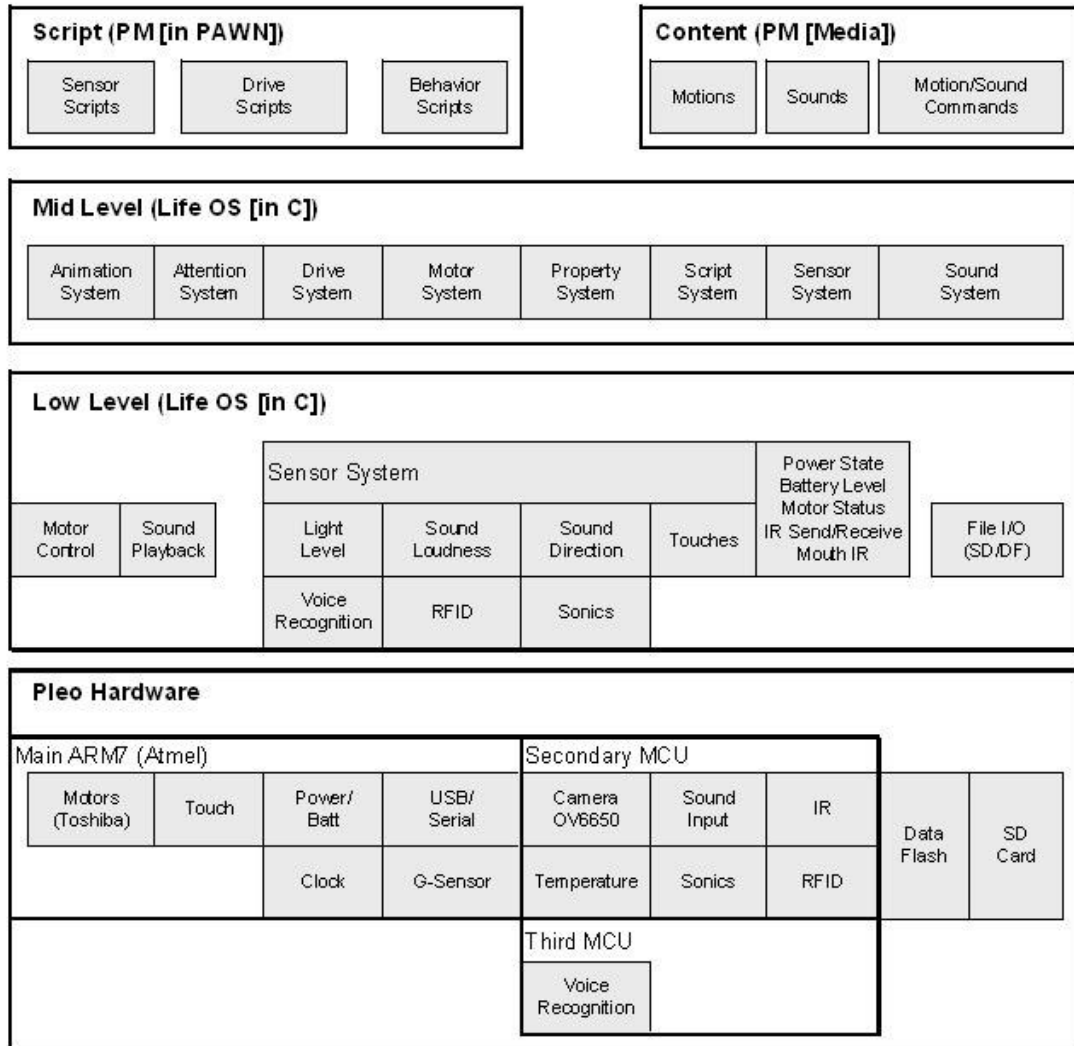 Script (PM [in PAWN])
Sensor
Scripts
Drive
Scripts
Behavior
Scripts
Content (PM [Media])
Motions
Sounds
Motion/Sound
Commands
Mid Level (Life OS [in C])
Animation
System
Attention
System
Drive
System
Motor
System
Property
System
Script
System
Sensor
System
Sound
System
Low Level (Life OS [in C])
Motor
Control
Sound
Playback
Sensor System
Light
Level
Sound
Loudness
Sound
Direction
Touches
Voice
Recognition
RFID
Sonics
Power State
Battery Level
Motor Status
IR Send/Receive
Mouth IR
File I/O
(SD/DF)
Pleo Hardware
Main ARM7 (Atmel)
Motors
(Toshiba)
Touch
Power/
Batt
USB/
Serial
Clock
G-Sensor
Secondary MCU
Camera
OV6650
Sound
Input
IR
Temperature
Sonics
RFID
Data
Flash
SD
Card
Third MCU
Voice
Recognition